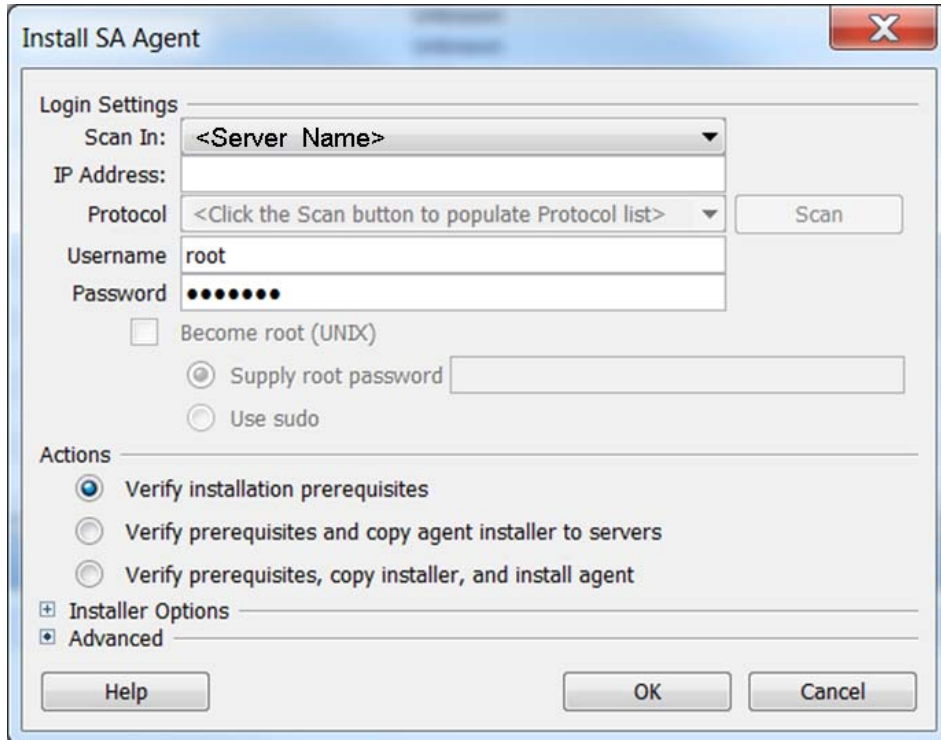 Install SA Agent
Login Settings
Scan In: <Server Name>
IP Address:
Protocol <Click the Scan button to populate Protocol list> Scan
Username root
Password •••••••
Become root (UNIX)
Supply root password
Use sudo
Actions
Verify installation prerequisites
Verify prerequisites and copy agent installer to servers
Verify prerequisites, copy installer, and install agent
Installer Options
Advanced
Help OK Cancel